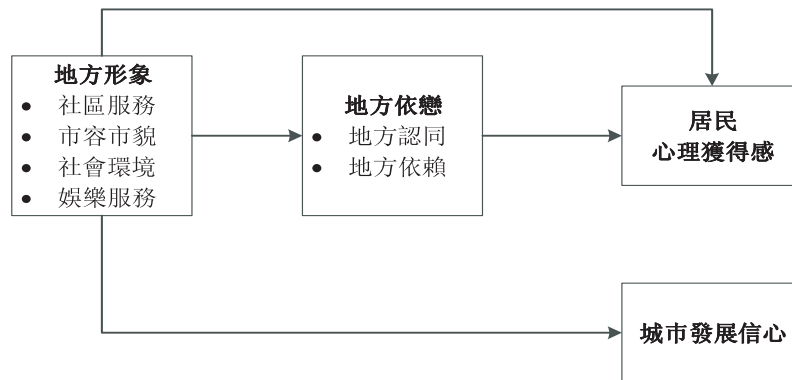 地方形象
• 社區服務
• 市容市貌
• 社會環境
• 娛樂服務
地方依戀
• 地方認同
• 地方依賴
居民
心理獲得感
城市發展信心